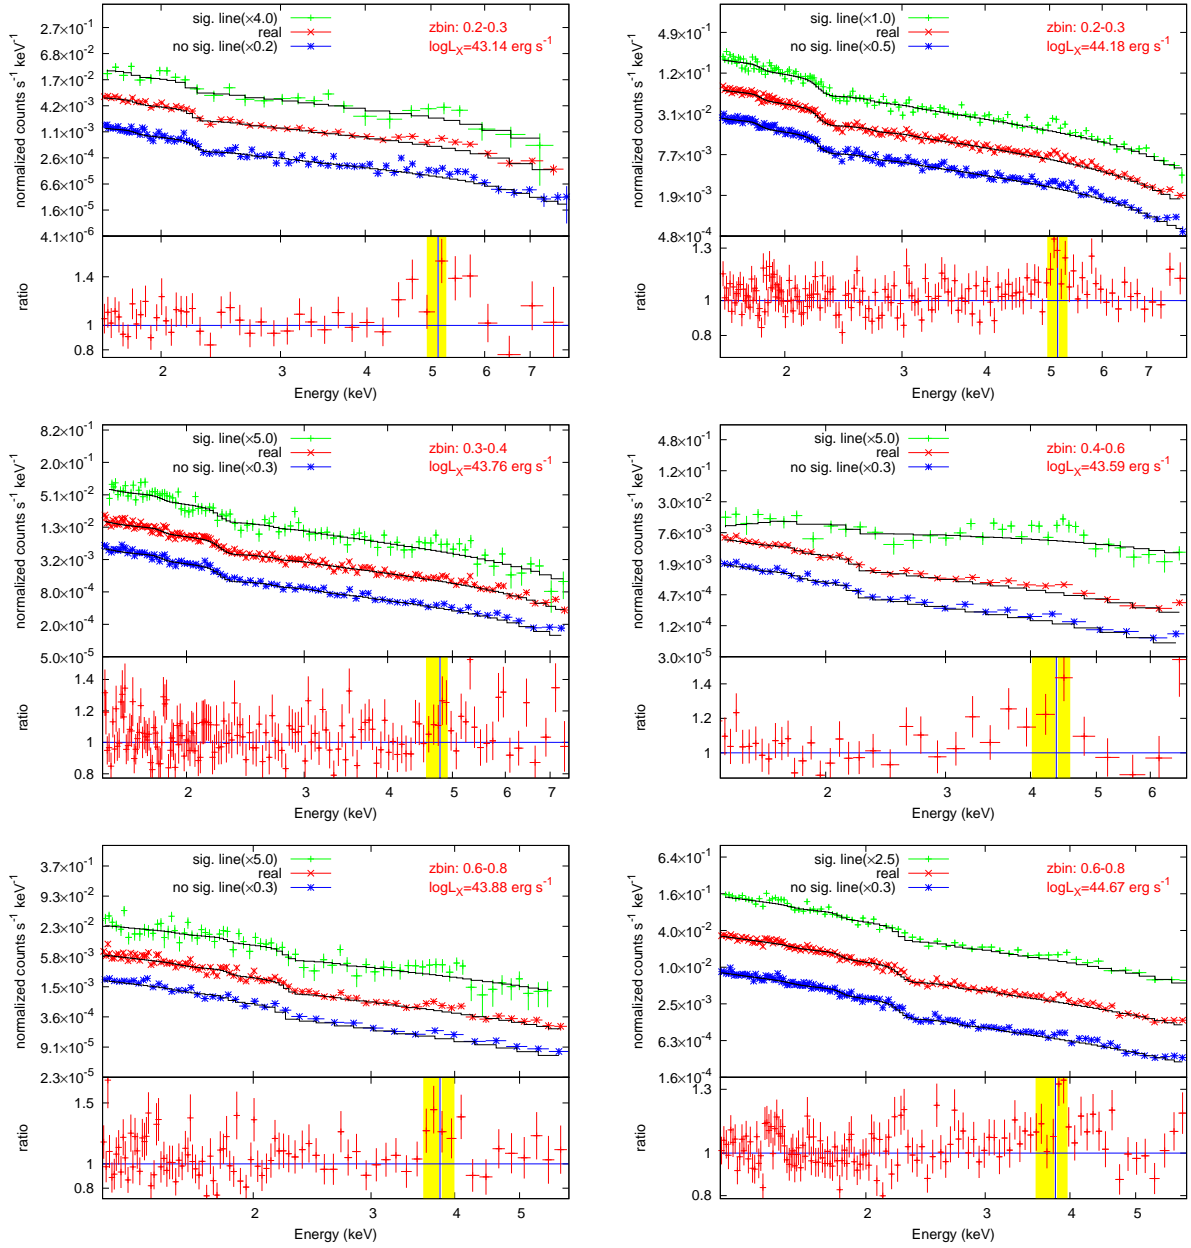 sig. line(×4.0)
real
no sig. line(×0.2)
zbin: 0.2-0.3
logL_X=43.14 erg s⁻¹
normalized counts s⁻¹ keV⁻¹
2.7×10⁻¹
6.8×10⁻²
1.7×10⁻²
4.2×10⁻³
1.1×10⁻³
2.6×10⁻⁴
6.6×10⁻⁵
1.6×10⁻⁵
4.1×10⁻⁶
ratio
1.4
1
0.8
2 3 4 5 6 7
Energy (keV)
sig. line(×1.0)
real
no sig. line(×0.5)
zbin: 0.2-0.3
logL_X=44.18 erg s⁻¹
normalized counts s⁻¹ keV⁻¹
4.9×10⁻¹
1.2×10⁻¹
3.1×10⁻²
7.7×10⁻³
1.9×10⁻³
4.8×10⁻⁴
ratio
1.3
1
0.8
2 3 4 5 6 7
Energy (keV)
sig. line(×5.0)
real
no sig. line(×0.3)
zbin: 0.3-0.4
logL_X=43.76 erg s⁻¹
normalized counts s⁻¹ keV⁻¹
8.2×10⁻¹
2.0×10⁻¹
5.1×10⁻²
1.3×10⁻²
3.2×10⁻³
8.0×10⁻⁴
2.0×10⁻⁴
5.0×10⁻⁵
ratio
1.4
1.2
1
0.8
2 3 4 5 6 7
Energy (keV)
sig. line(×5.0)
real
no sig. line(×0.3)
zbin: 0.4-0.6
logL_X=43.59 erg s⁻¹
normalized counts s⁻¹ keV⁻¹
4.8×10⁻¹
1.2×10⁻¹
3.0×10⁻²
7.6×10⁻³
1.9×10⁻³
4.7×10⁻⁴
1.2×10⁻⁴
3.0×10⁻⁵
ratio
1.4
1.2
1
2 3 4 5 6
Energy (keV)
sig. line(×5.0)
real
no sig. line(×0.3)
zbin: 0.6-0.8
logL_X=43.88 erg s⁻¹
normalized counts s⁻¹ keV⁻¹
3.7×10⁻¹
9.3×10⁻²
2.3×10⁻²
5.8×10⁻³
1.5×10⁻³
3.6×10⁻⁴
9.1×10⁻⁵
2.3×10⁻⁵
ratio
1.5
1
0.8
2 3 4 5
Energy (keV)
sig. line(×2.5)
real
no sig. line(×0.3)
zbin: 0.6-0.8
logL_X=44.67 erg s⁻¹
normalized counts s⁻¹ keV⁻¹
6.4×10⁻¹
1.6×10⁻¹
4.0×10⁻²
1.0×10⁻²
2.5×10⁻³
6.3×10⁻⁴
1.6×10⁻⁴
ratio
1.3
1
0.8
2 3 4 5
Energy (keV)